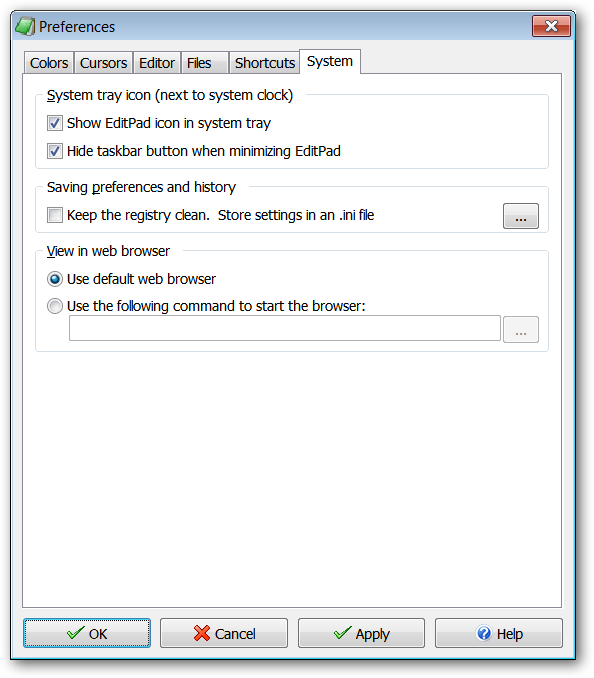 Preferences
Colors Cursors Editor Files Shortcuts System
System tray icon (next to system clock)
Show EditPad icon in system tray
Hide taskbar button when minimizing EditPad
Saving preferences and history
Keep the registry clean. Store settings in an .ini file
...
View in web browser
Use default web browser
Use the following command to start the browser:
...
OK Cancel Apply Help